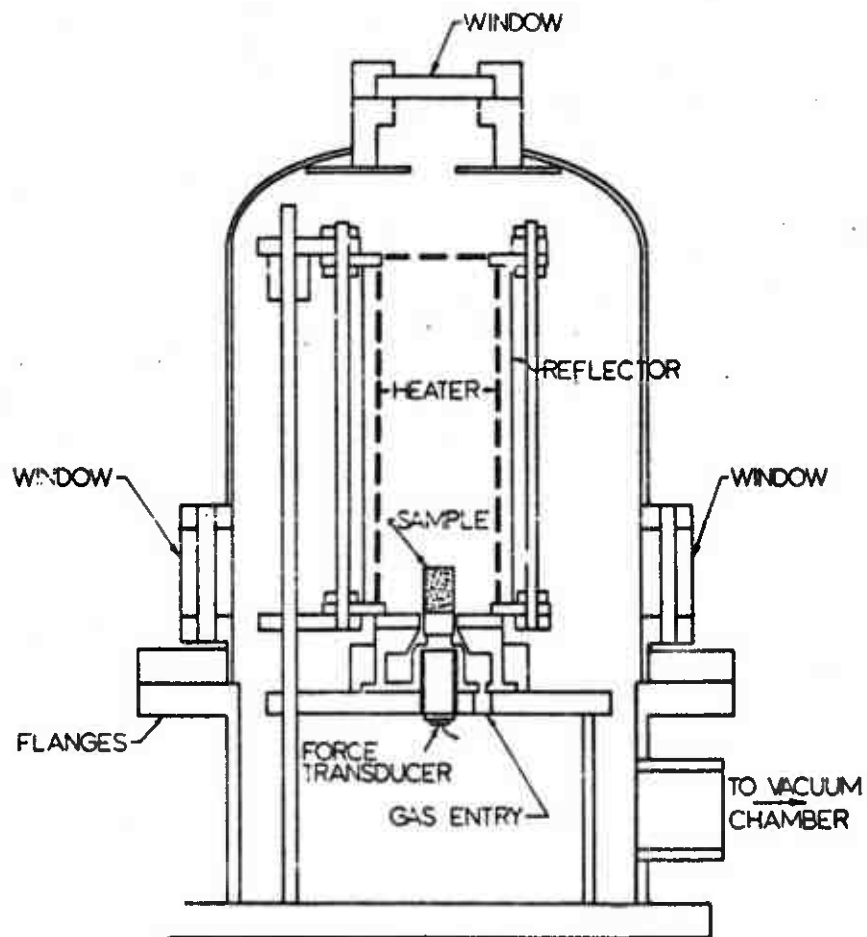 WINDOW
REFLECTOR
HEATER
WINDOW
WINDOW
SAMPLE
FLANGES
FORCE
TRANSDUCER
GAS ENTRY
TO VACUUM
CHAMBER